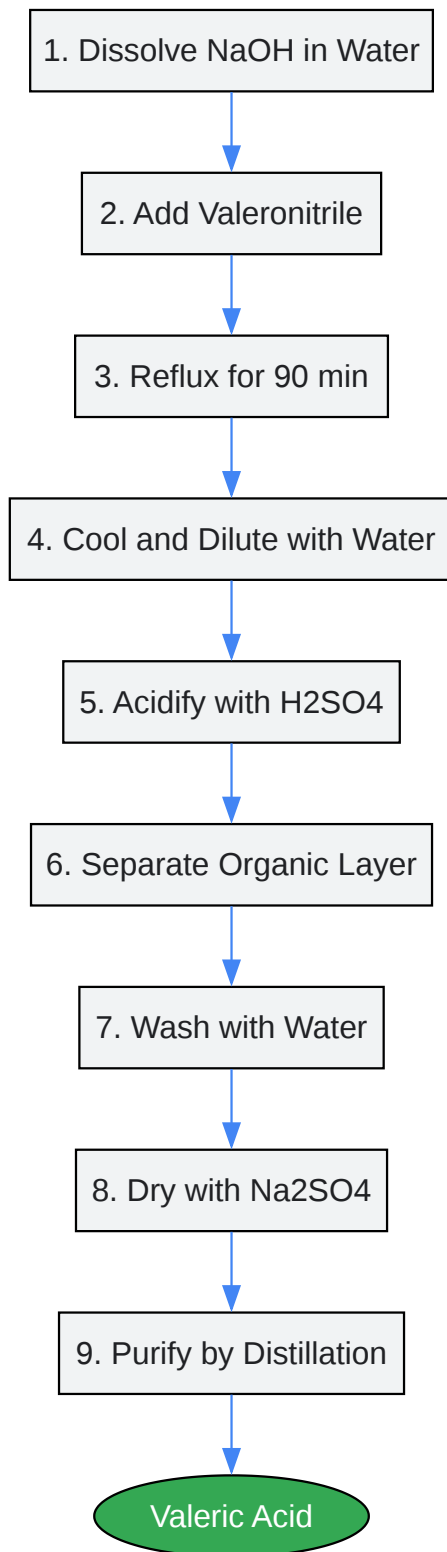 1. Dissolve NaOH in Water
2. Add Valeronitrile
3. Reflux for 90 min
4. Cool and Dilute with Water
5. Acidify with H2SO4
6. Separate Organic Layer
7. Wash with Water
8. Dry with Na2SO4
9. Purify by Distillation
Valeric Acid